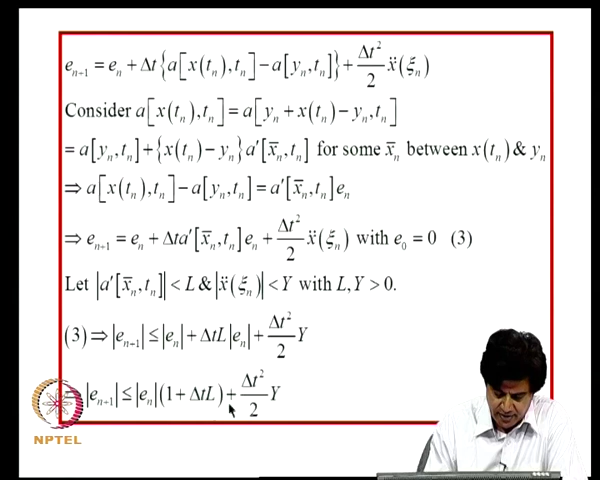 e_{n+1} = e_n + Δt{a[x(t_n), t_n] − a[y_n, t_n]} + Δt²/2 ẍ(ξ_n)
Consider a[x(t_n), t_n] = a[y_n + x(t_n) − y_n, t_n]
= a[y_n, t_n] + {x(t_n) − y_n} a′[x̄_n, t_n] for some x̄_n between x(t_n) & y_n
⇒ a[x(t_n), t_n] − a[y_n, t_n] = a′[x̄_n, t_n] e_n
⇒ e_{n+1} = e_n + Δta′[x̄_n, t_n] e_n + Δt²/2 ẍ(ξ_n) with e_0 = 0 (3)
Let |a′[x̄_n, t_n]| < L & |ẍ(ξ_n)| < Y with L, Y > 0.
(3) ⇒ |e_{n+1}| ≤ |e_n| + ΔtL|e_n| + Δt²/2 Y
⇒ |e_{n+1}| ≤ |e_n|(1 + ΔtL) + Δt²/2 Y
NPTEL